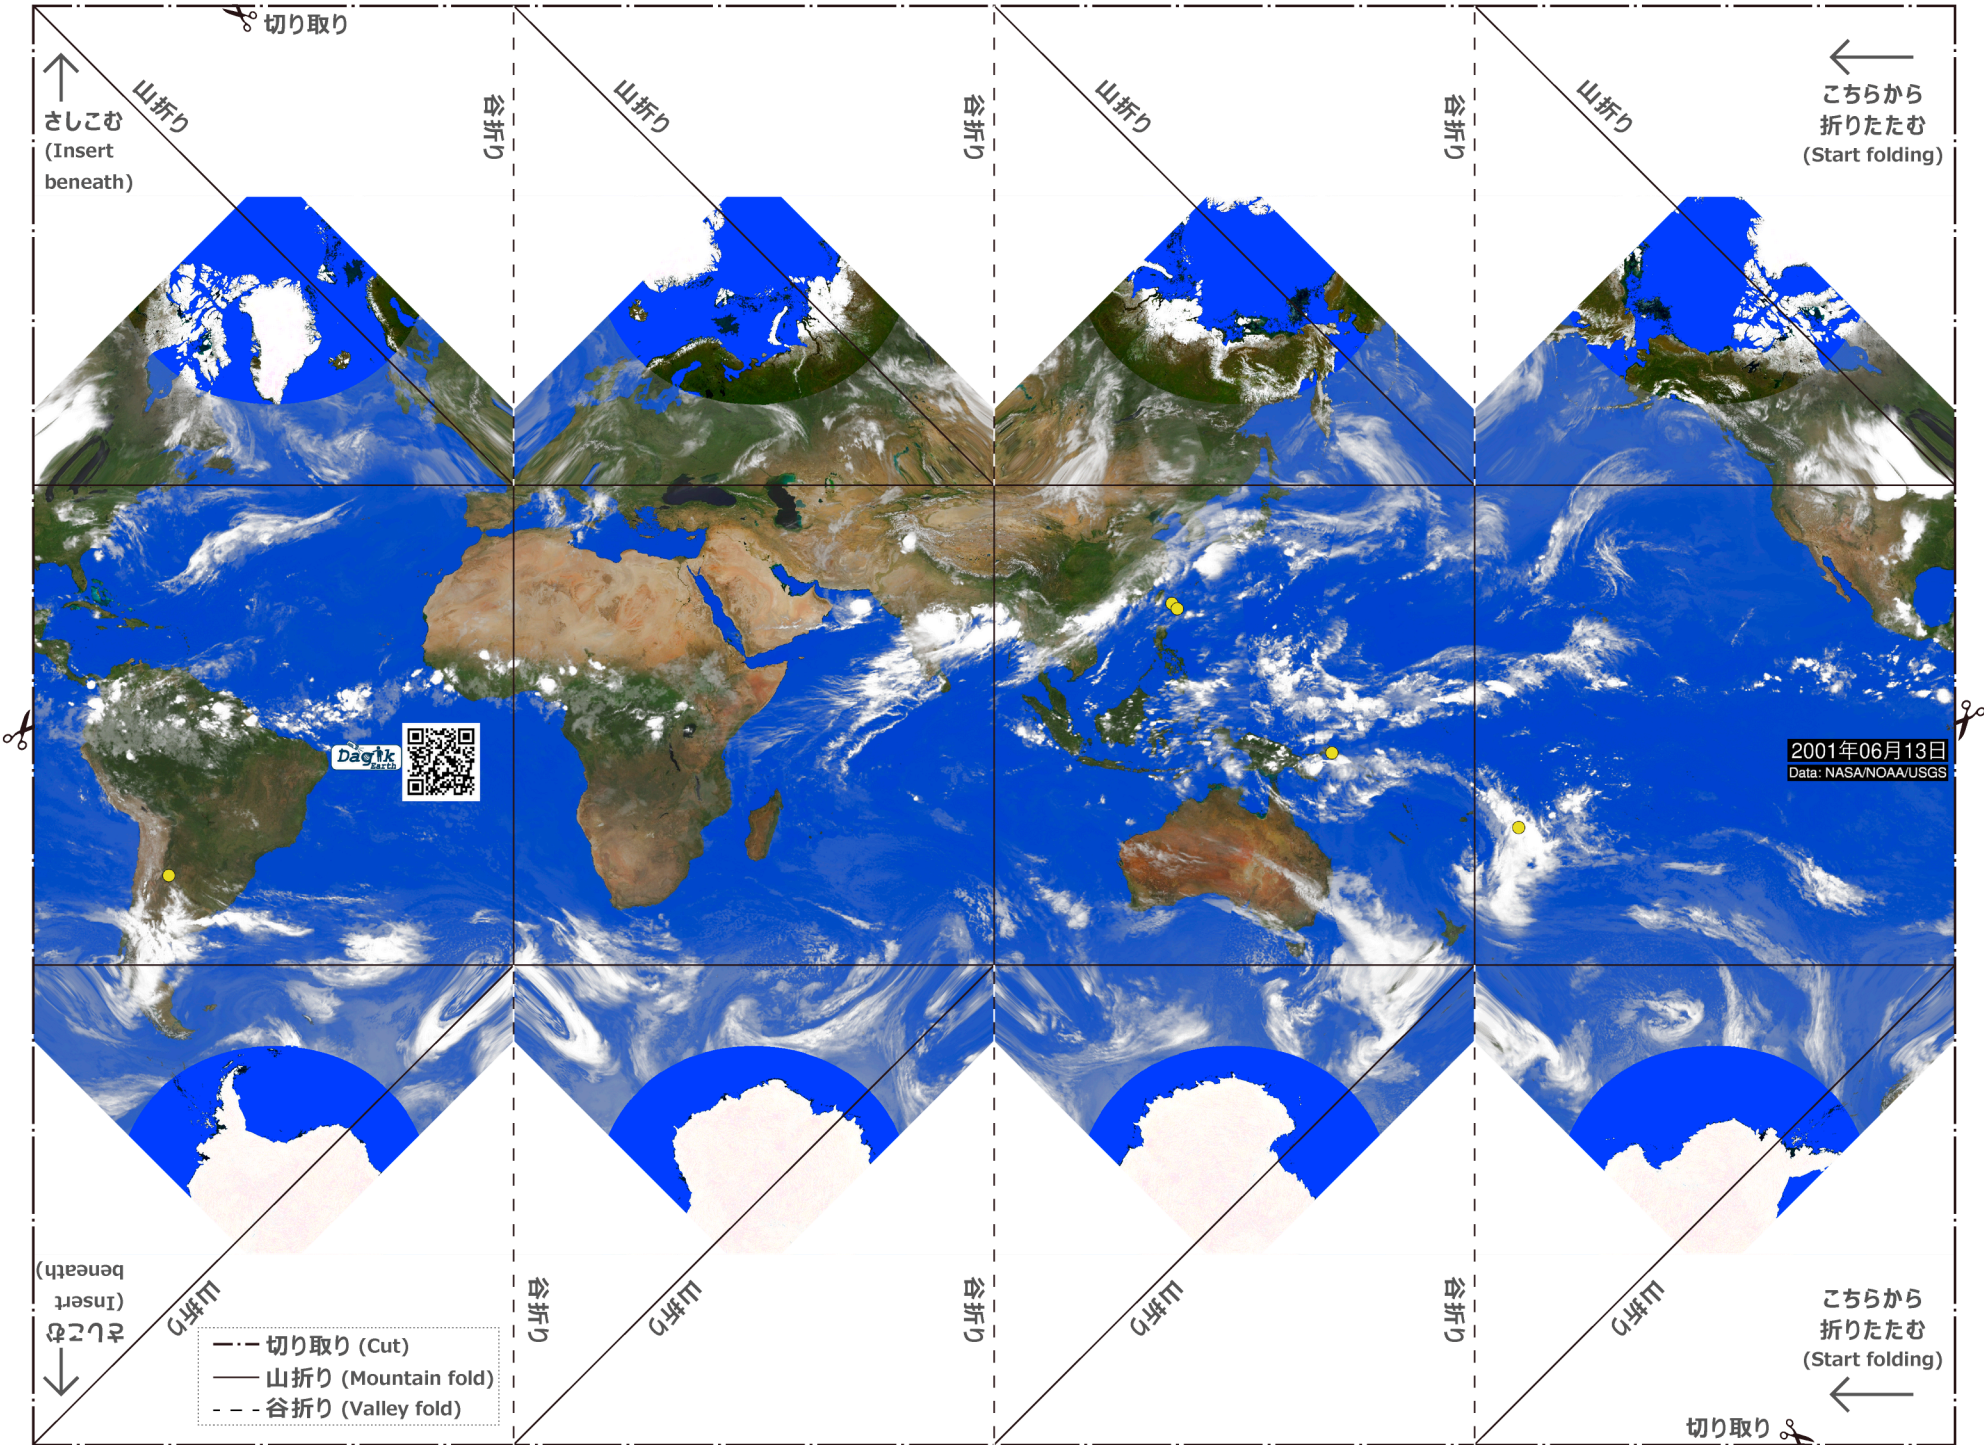 切り取り
山折り
谷折り
山折り
谷折り
山折り
谷折り
山折り
さしこむ
(Insert
beneath)
こちらから
折りたたむ
(Start folding)
Dagik
Earth
2001年06月13日
Data: NASA/NOAA/USGS
さしこむ
(Insert
beneath)
山折り
谷折り
山折り
谷折り
山折り
谷折り
山折り
こちらから
折りたたむ
(Start folding)
切り取り (Cut)
山折り (Mountain fold)
谷折り (Valley fold)
切り取り